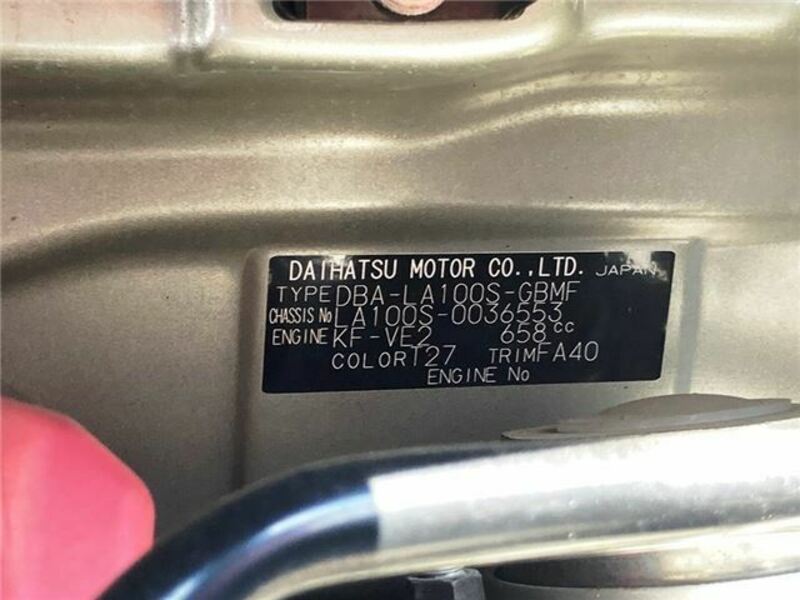 DAIHATSU MOTOR CO.,LTD. JAPAN
TYPE DBA-LA100S-GBMF
CHASSIS No LA100S-0036553
ENGINE KF-VE2 658cc
COLOR T27 TRIM FA40
ENGINE No